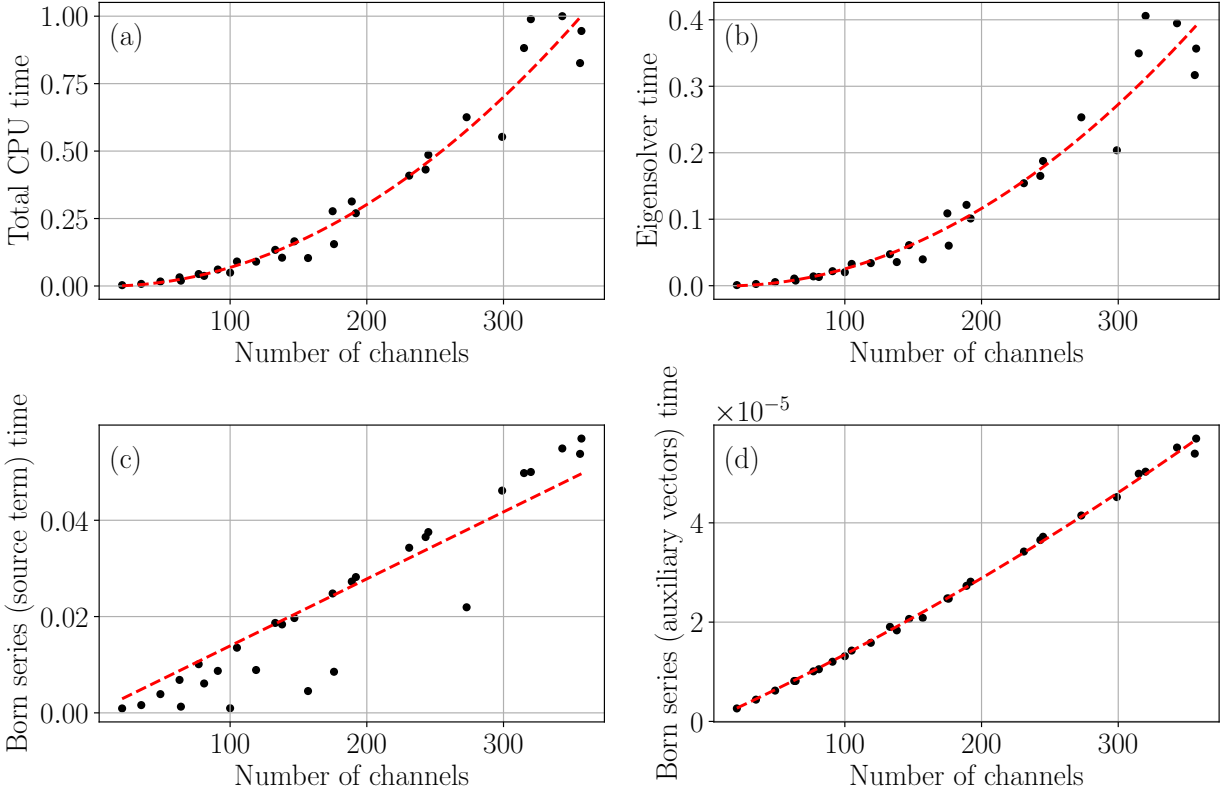 (a)
Total CPU time
1.00
0.75
0.50
0.25
0.00
100
200
300
Number of channels
(b)
Eigensolver time
0.4
0.3
0.2
0.1
0.0
100
200
300
Number of channels
(c)
Born series (source term) time
0.04
0.02
0.00
100
200
300
Number of channels
×10⁻⁵
(d)
Born series (auxiliary vectors) time
4
2
0
100
200
300
Number of channels